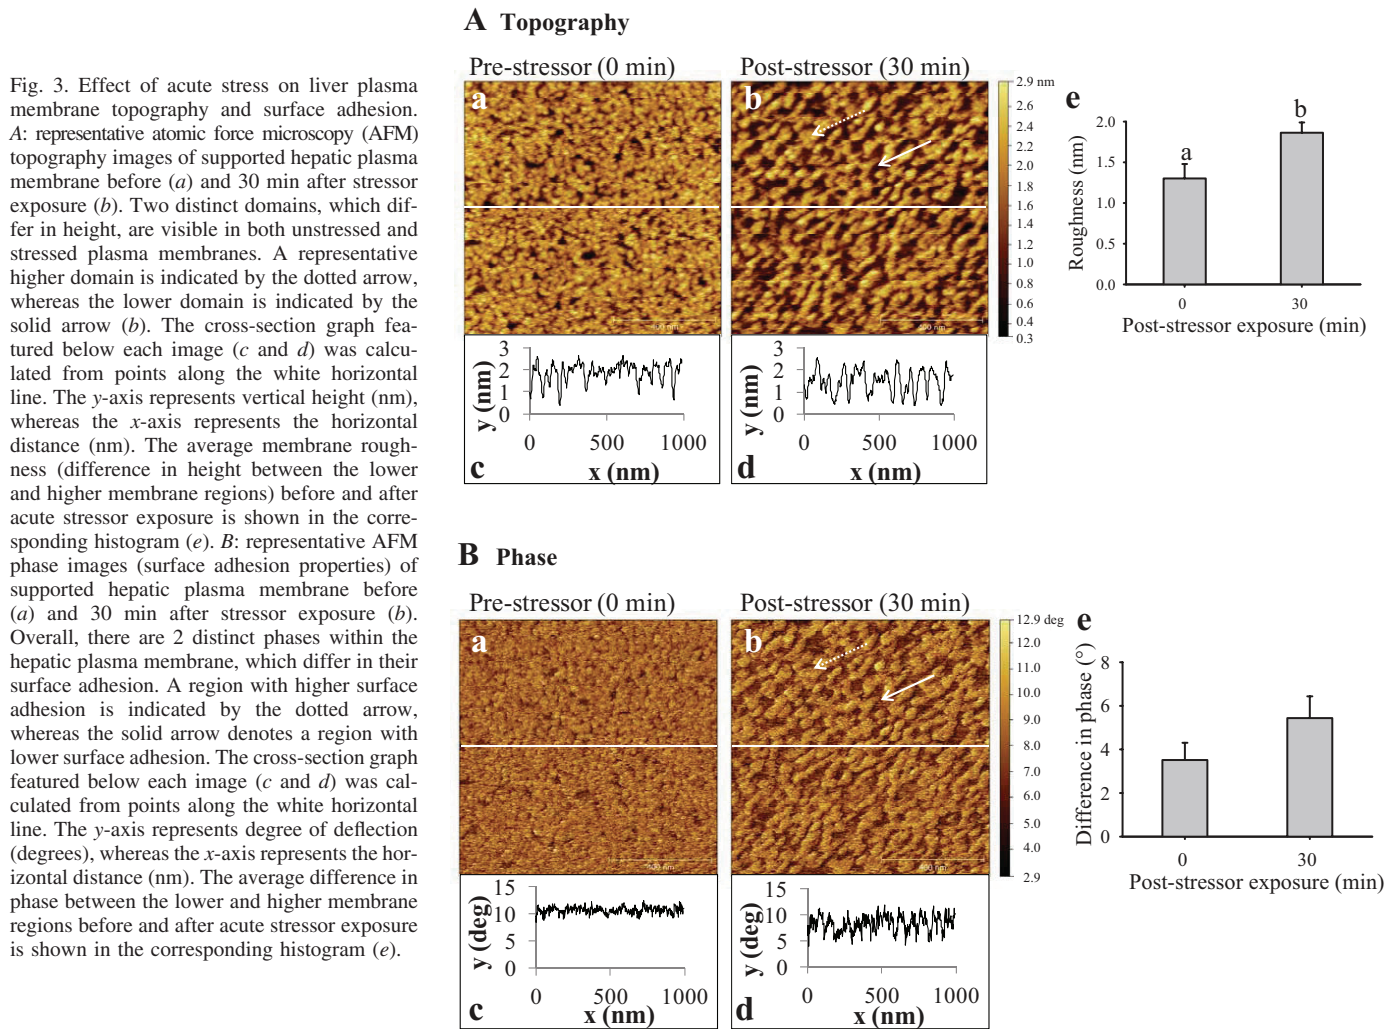 Fig. 3. Effect of acute stress on liver plasma
membrane topography and surface adhesion.
A: representative atomic force microscopy (AFM)
topography images of supported hepatic plasma
membrane before (a) and 30 min after stressor
exposure (b). Two distinct domains, which dif-
fer in height, are visible in both unstressed and
stressed plasma membranes. A representative
higher domain is indicated by the dotted arrow,
whereas the lower domain is indicated by the
solid arrow (b). The cross-section graph fea-
tured below each image (c and d) was calcu-
lated from points along the white horizontal
line. The y-axis represents vertical height (nm),
whereas the x-axis represents the horizontal
distance (nm). The average membrane rough-
ness (difference in height between the lower
and higher membrane regions) before and after
acute stressor exposure is shown in the corre-
sponding histogram (e). B: representative AFM
phase images (surface adhesion properties) of
supported hepatic plasma membrane before
(a) and 30 min after stressor exposure (b).
Overall, there are 2 distinct phases within the
hepatic plasma membrane, which differ in their
surface adhesion. A region with higher surface
adhesion is indicated by the dotted arrow,
whereas the solid arrow denotes a region with
lower surface adhesion. The cross-section graph
featured below each image (c and d) was cal-
culated from points along the white horizontal
line. The y-axis represents degree of deflection
(degrees), whereas the x-axis represents the hor-
izontal distance (nm). The average difference in
phase between the lower and higher membrane
regions before and after acute stressor exposure
is shown in the corresponding histogram (e).
A Topography
Pre-stressor (0 min)
Post-stressor (30 min)
a
400 nm
b
400 nm
2.9 nm
2.6
2.4
2.2
2.0
1.8
1.6
1.4
1.2
1.0
0.8
0.6
0.4
0.3
y (nm)
3
2
1
0
0 500 1000
x (nm)
c
y (nm)
3
2
1
0
0 500 1000
x (nm)
d
e
Roughness (nm)
2.0
1.5
1.0
0.5
0.0
a
b
0 30
Post-stressor exposure (min)
B Phase
Pre-stressor (0 min)
Post-stressor (30 min)
a
400 nm
b
400 nm
12.9 deg
12.0
11.0
10.0
9.0
8.0
7.0
6.0
5.0
4.0
2.9
y (deg)
15
10
5
0
0 500 1000
x (nm)
c
y (deg)
15
10
5
0
0 500 1000
x (nm)
d
e
Difference in phase (°)
8
6
4
2
0
0 30
Post-stressor exposure (min)